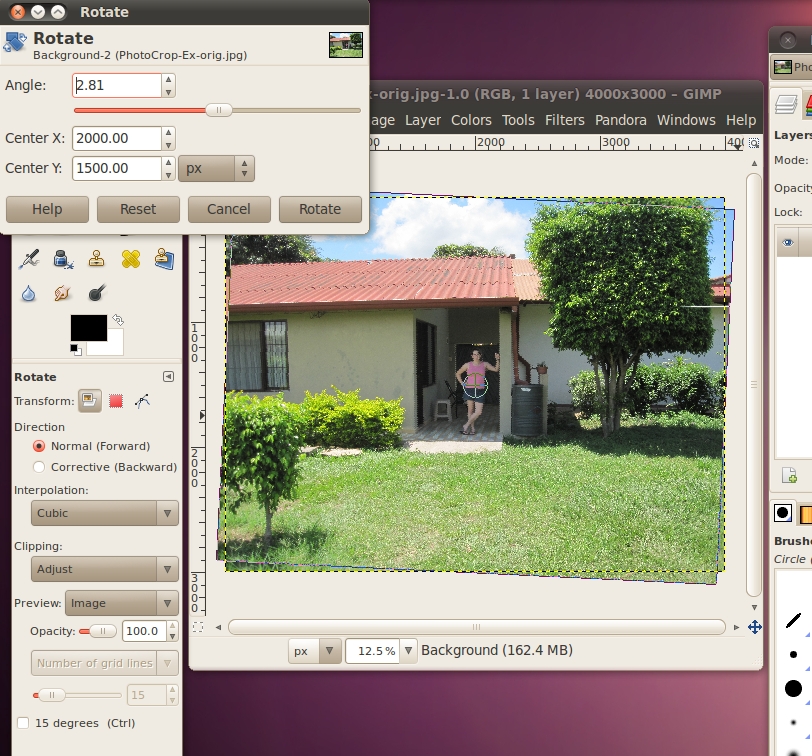 Rotate
Rotate
Background-2 (PhotoCrop-Ex-orig.jpg)
Angle: 2.81
Center X: 2000.00
Center Y: 1500.00 px
Help Reset Cancel Rotate
x-orig.jpg-1.0 (RGB, 1 layer) 4000x3000 – GIMP
age Layer Colors Tools Filters Pandora Windows Help
2000 3000 400
1000
2000
3000
px 12.5% Background (162.4 MB)
Rotate
Transform:
Direction
Normal (Forward)
Corrective (Backward)
Interpolation:
Cubic
Clipping:
Adjust
Preview: Image
Opacity: 100.0
Number of grid lines
15
15 degrees (Ctrl)
Pho
Layers
Mode:
Opacity
Lock:
Brushe
Circle (